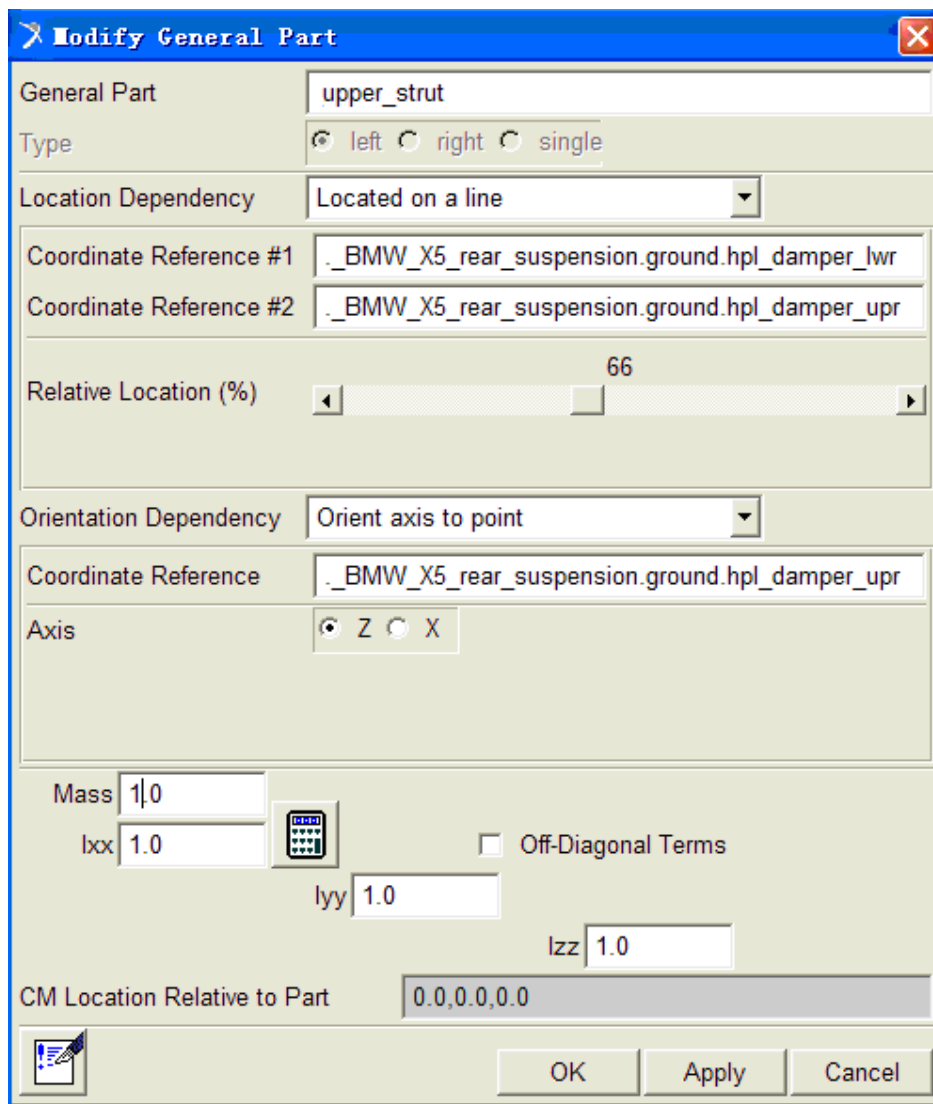 Modify General Part
General Part upper_strut
Type left right single
Location Dependency Located on a line
Coordinate Reference #1 ._BMW_X5_rear_suspension.ground.hpl_damper_lwr
Coordinate Reference #2 ._BMW_X5_rear_suspension.ground.hpl_damper_upr
66
Relative Location (%)
Orientation Dependency Orient axis to point
Coordinate Reference ._BMW_X5_rear_suspension.ground.hpl_damper_upr
Axis Z X
Mass 1.0
Ixx 1.0 Off-Diagonal Terms
Iyy 1.0
Izz 1.0
CM Location Relative to Part 0.0,0.0,0.0
OK Apply Cancel